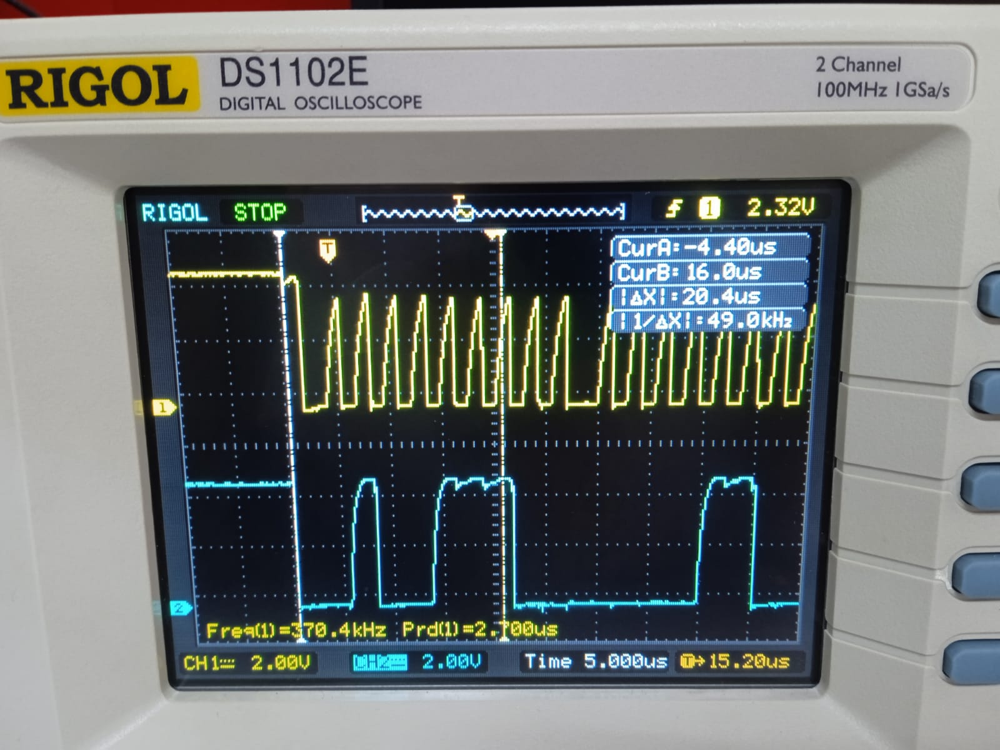 RIGOL DS1102E
DIGITAL OSCILLOSCOPE
2 Channel
100MHz 1GSa/s
RIGOL STOP T 1 2.32V
T
CurA:-4.40us
CurB:16.0us
|ΔX|:20.4us
|1/ΔX|:49.0kHz
1
2
Freq(1)=370.4kHz Prd(1)=2.700us
CH1 2.00V CH2 2.00V Time 5.000us T→15.20us